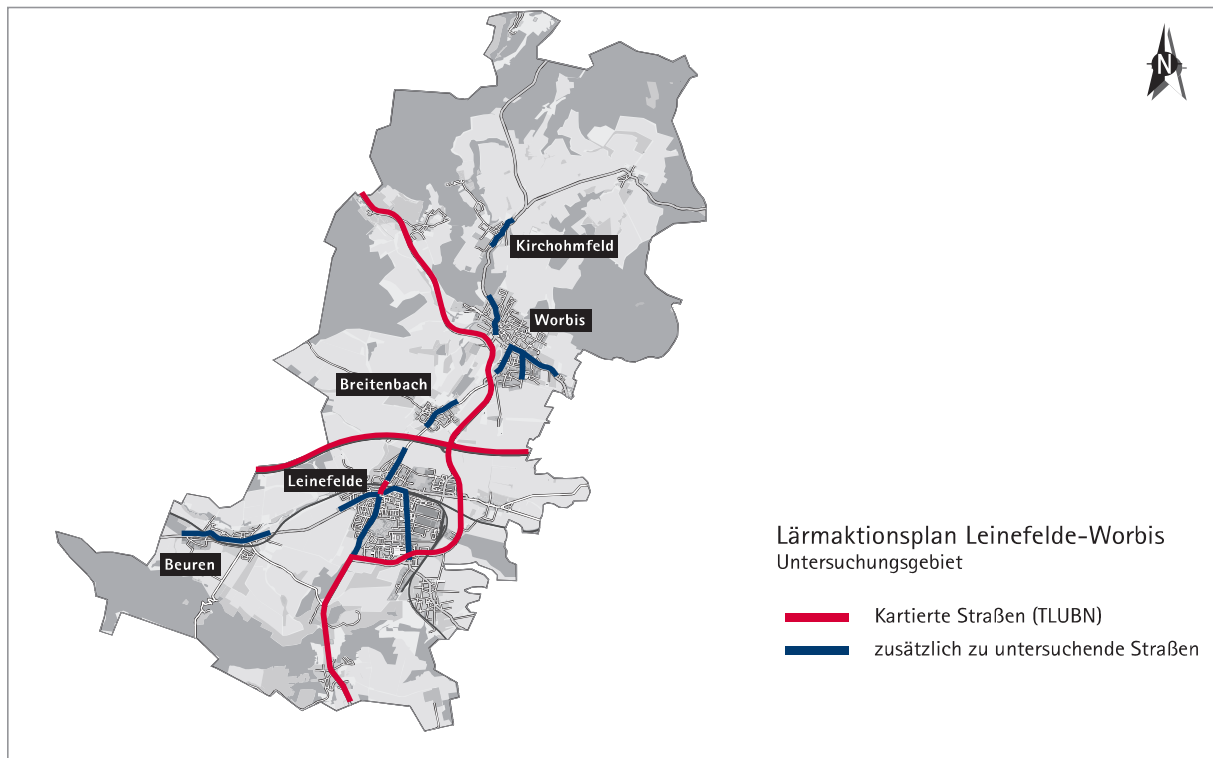 N
Kirchohmfeld
Worbis
Breitenbach
Leinefelde
Beuren
Lärmaktionsplan Leinefelde-Worbis
Untersuchungsgebiet
Kartierte Straßen (TLUBN)
zusätzlich zu untersuchende Straßen